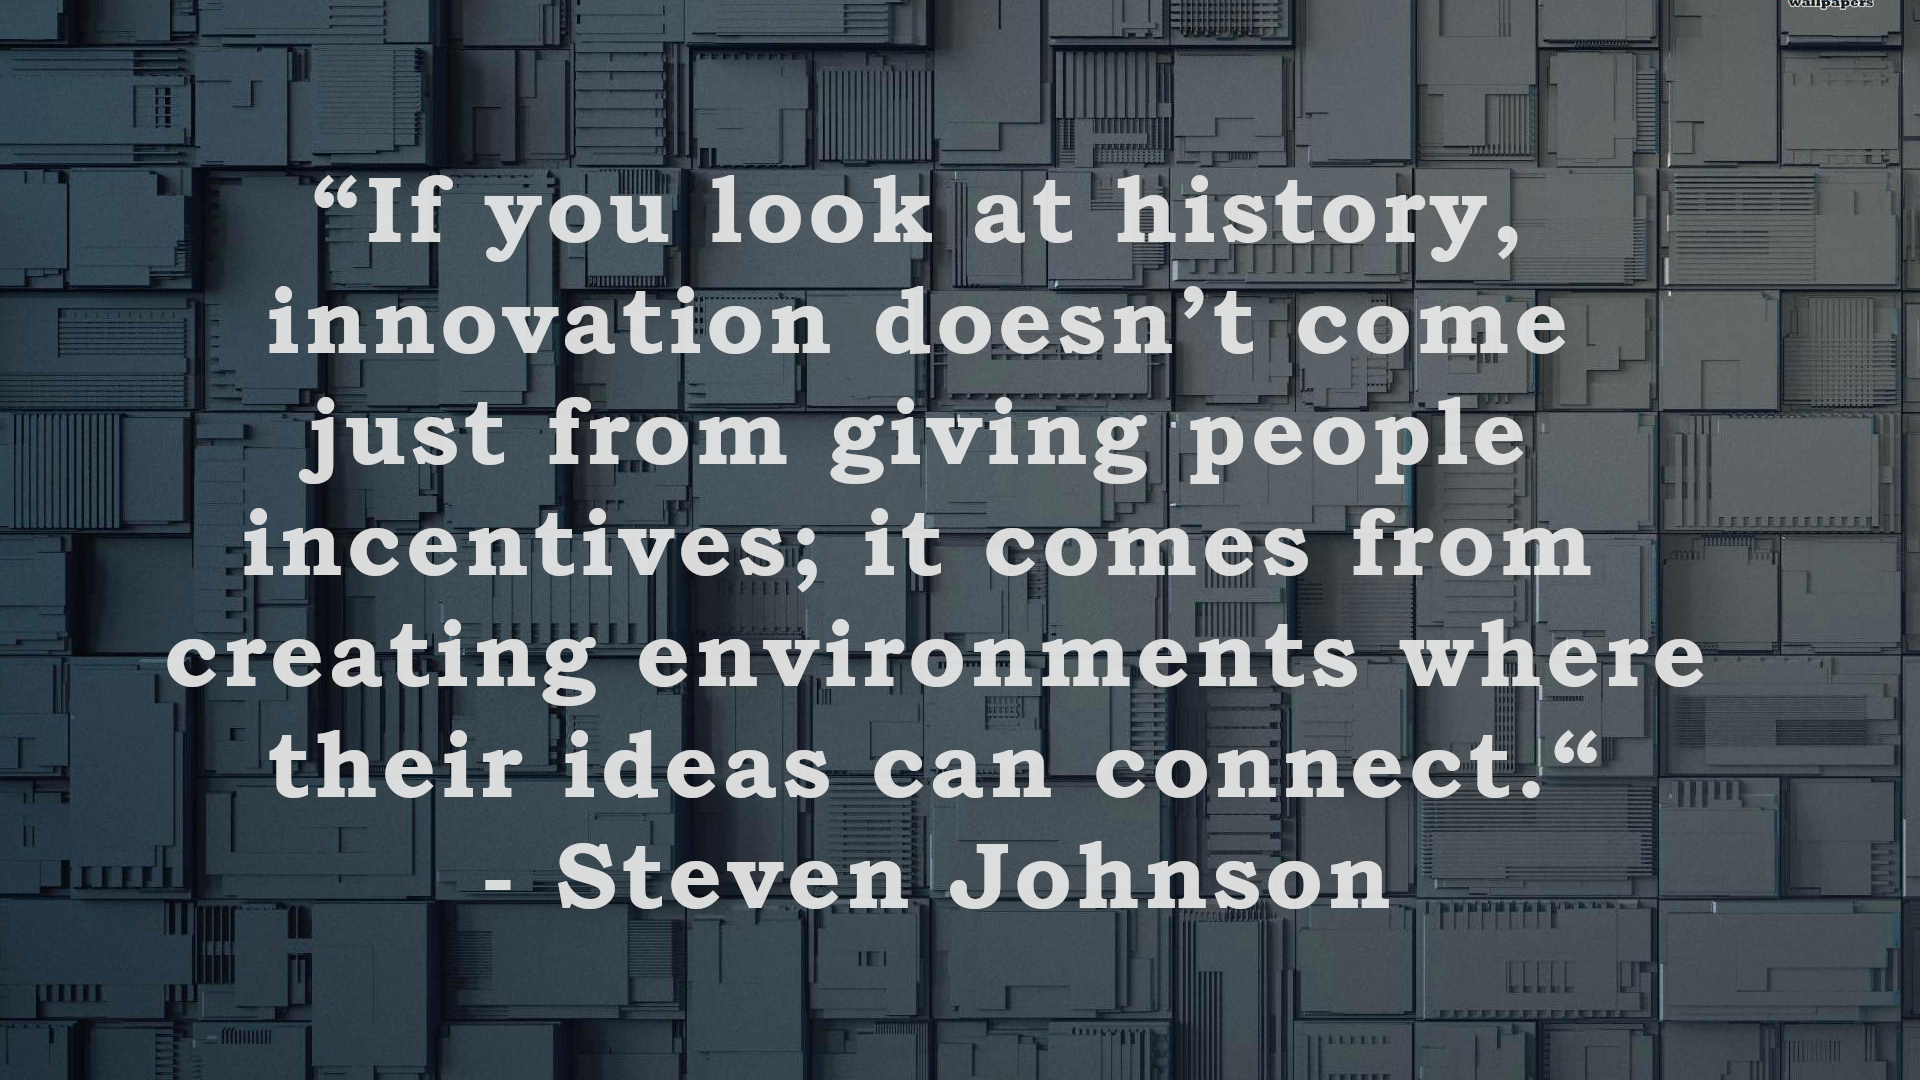 wallpapers
“If you look at history,
innovation doesn’t come
just from giving people
incentives; it comes from
creating environments where
their ideas can connect.“
- Steven Johnson